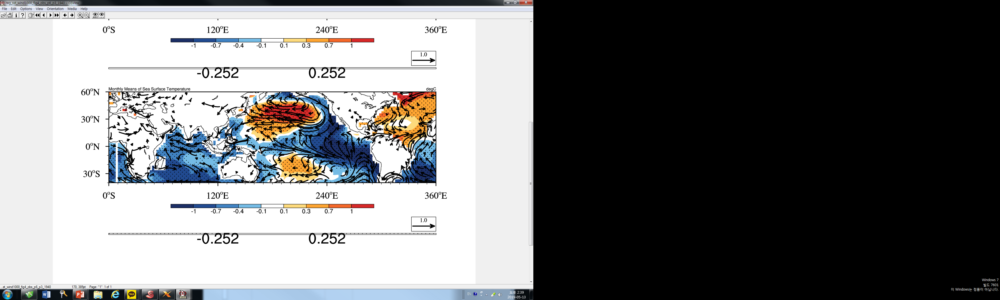 reg_sst_wind1000_fig4_obs_p6_p3_1940 - GSview
File Edit Options View Orientation Media Help
0°S 120°E 240°E 360°E
-1 -0.7 -0.4 -0.1 0.1 0.3 0.7 1
1.0
-0.252 0.252
Monthly Means of Sea Surface Temperature degC
60°N
30°N
0°N
30°S
0°S 120°E 240°E 360°E
-1 -0.7 -0.4 -0.1 0.1 0.3 0.7 1
1.0
-0.252 0.252
...st_wind1000_fig4_obs_p6_p3_1940 170, 385pt Page: "1" 1 of 1
TALK
EN
오후 2:39
2019-05-13
Windows 7
빌드 7601
이 Windows는 정품이 아닙니다.